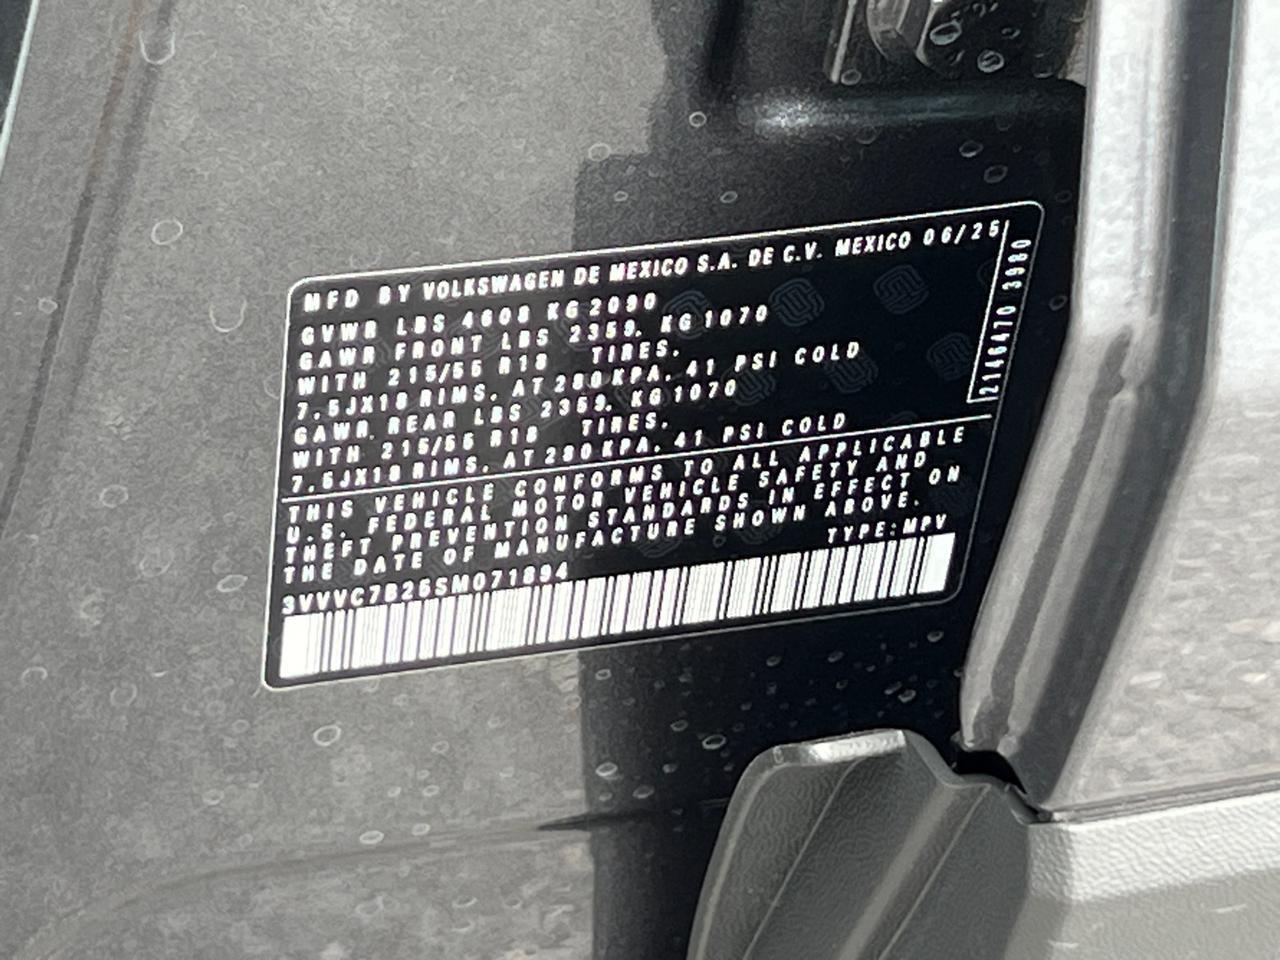 MFD BY VOLKSWAGEN DE MEXICO S.A. DE C.V. MEXICO 06/25
GVWR LBS 4608 KG 2090
GAWR FRONT LBS 2359. KG 1070
WITH 215/55 R18 TIRES.
7.5JX18 RIMS. AT 280 KPA. 41 PSI COLD
GAWR. REAR LBS 2359. KG 1070
WITH 215/55 R18 TIRES.
7.5JX18 RIMS. AT 280 KPA. 41 PSI COLD
THIS VEHICLE CONFORMS TO ALL APPLICABLE
U.S. FEDERAL MOTOR VEHICLE SAFETY AND
THEFT PREVENTION STANDARDS IN EFFECT ON
THE DATE OF MANUFACTURE SHOWN ABOVE.
TYPE:MPV
2146470 3980